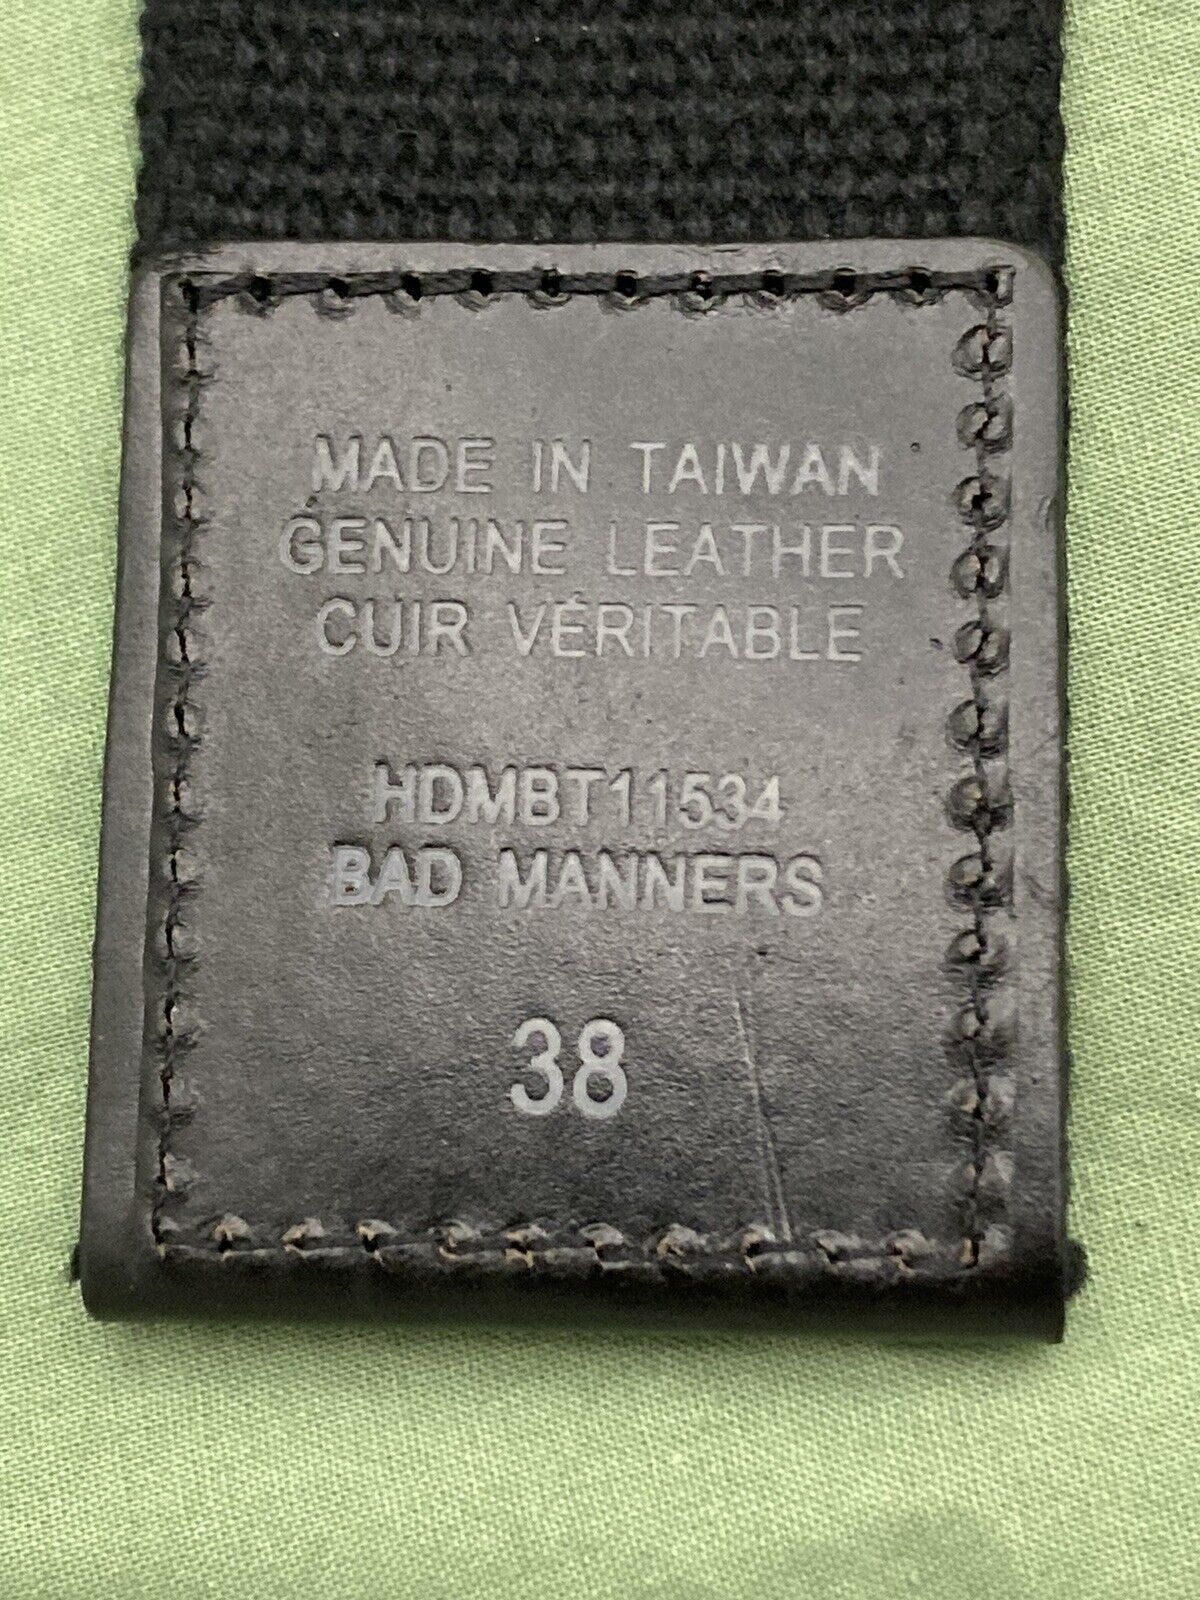 MADE IN TAIWAN
GENUINE LEATHER
CUIR VÉRITABLE
HDMBT11534
BAD MANNERS
38